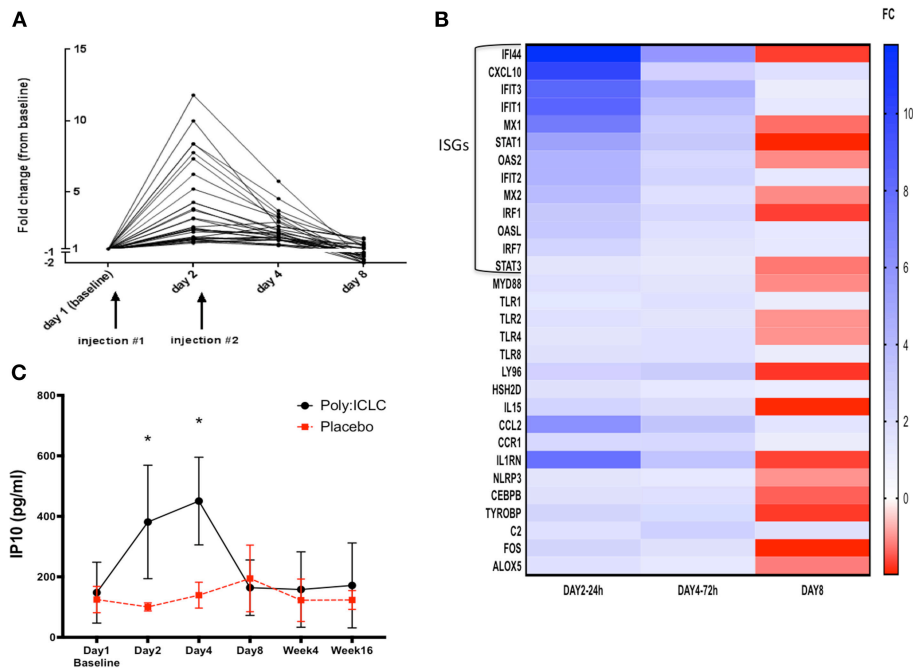 A
Fold change (from baseline)
15
10
5
1
-1
-2
day 1 (baseline)
day 2
day 4
day 8
injection #1
injection #2
B
FC
ISGs
IFI44
CXCL10
IFIT3
IFIT1
MX1
STAT1
OAS2
IFIT2
MX2
IRF1
OASL
IRF7
STAT3
MYD88
TLR1
TLR2
TLR4
TLR8
LY96
HSH2D
IL15
CCL2
CCR1
IL1RN
NLRP3
CEBPB
TYROBP
C2
FOS
ALOX5
DAY2-24h
DAY4-72h
DAY8
10
8
6
4
2
0
C
IP10 (pg/ml)
800
600
400
200
0
Poly:ICLC
Placebo
*
*
Day1 Baseline
Day2
Day4
Day8
Week4
Week16